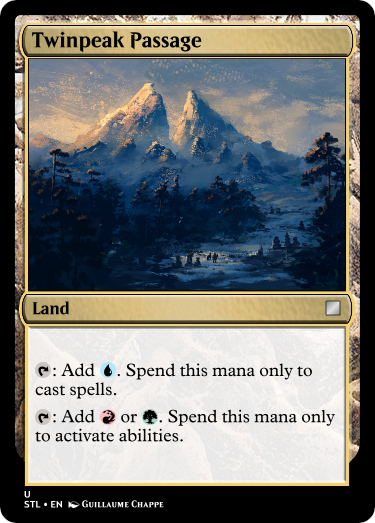 Twinpeak Passage
Land
: Add . Spend this mana only to
cast spells.
: Add  or . Spend this mana only
to activate abilities.
U
STL • EN Guillaume Chappe